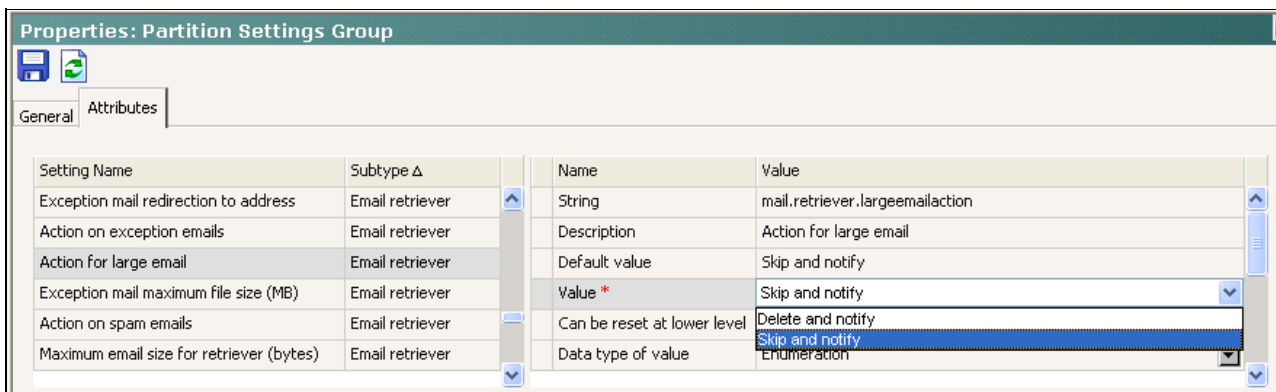 Properties: Partition Settings Group
General Attributes
Setting Name Subtype Δ Name Value
Exception mail redirection to address Email retriever String mail.retriever.largeemailaction
Action on exception emails Email retriever Description Action for large email
Action for large email Email retriever Default value Skip and notify
Exception mail maximum file size (MB) Email retriever Value * Skip and notify
Action on spam emails Email retriever Can be reset at lower level Delete and notify
Skip and notify
Maximum email size for retriever (bytes) Email retriever Data type of value Enumeration